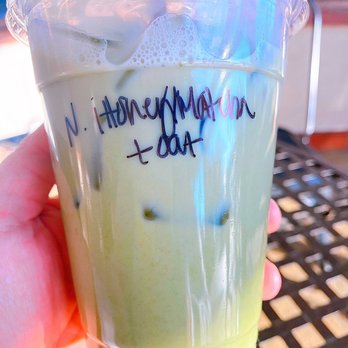 N. Honey Matcha
+ oat